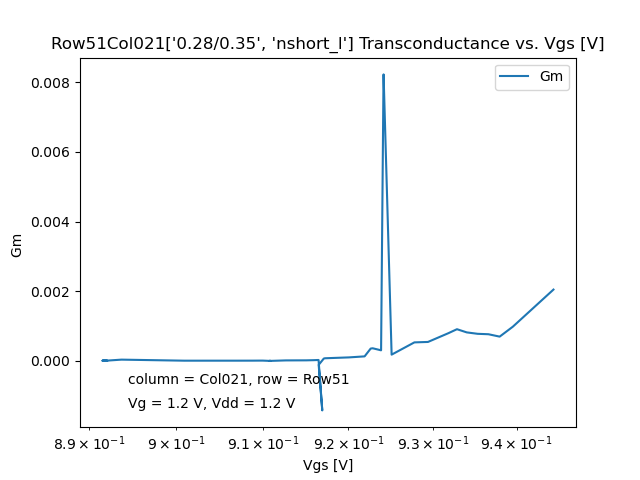 Row51Col021['0.28/0.35', 'nshort_l'] Transconductance vs. Vgs [V]
Gm
0.008
0.006
0.004
0.002
0.000
Gm
column = Col021, row = Row51
Vg = 1.2 V, Vdd = 1.2 V
8.9 × 10⁻¹ 9 × 10⁻¹ 9.1 × 10⁻¹ 9.2 × 10⁻¹ 9.3 × 10⁻¹ 9.4 × 10⁻¹
Vgs [V]